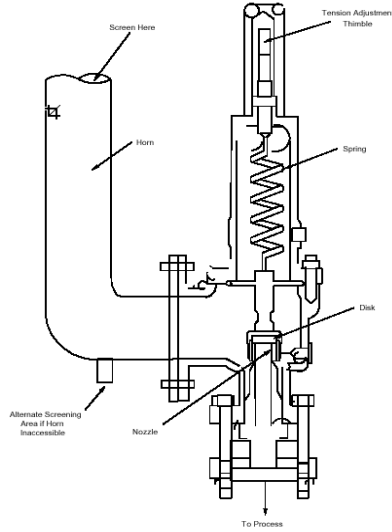 Screen Here
Tension Adjustment
Thimble
Horn
Spring
Disk
Alternate Screening
Area if Horn
Inaccessible
Nozzle
To Process